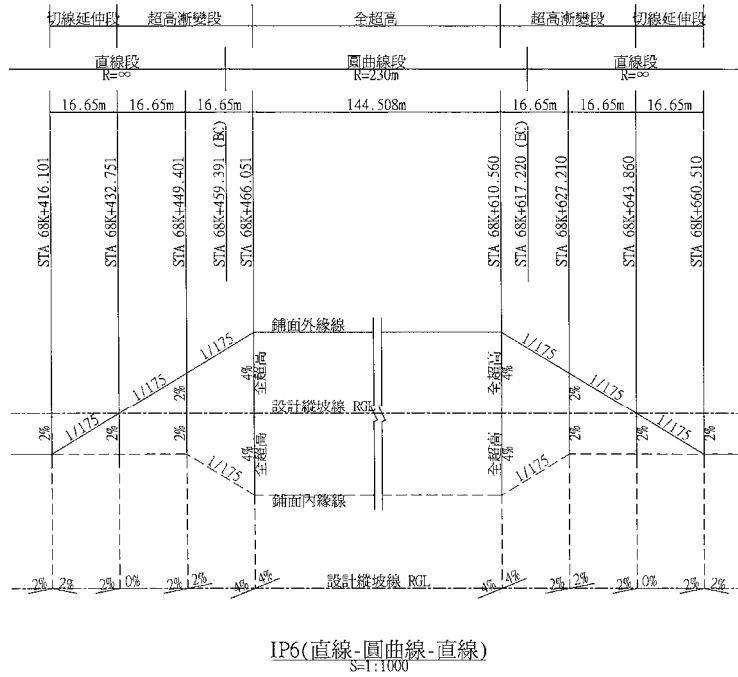 切線延伸段 超高漸變段 全超高 超高漸變段 切線延伸段
直線段 圓曲線段 直線段
R=∞ R=230m R=∞
16.65m 16.65m 16.65m 144.508m 16.65m 16.65m 16.65m
STA 68K+416.101
STA 68K+432.751
STA 68K+449.401
STA 68K+459.391 (BC)
STA 68K+466.051
STA 68K+610.560
STA 68K+617.220 (EC)
STA 68K+627.210
STA 68K+643.860
STA 68K+660.510
鋪面外緣線
1/175 1/175
4% 全超高 全超高 4%
1/175 2% 2% 1/175
設計縱坡線 RGL
2% 1/175 2% 2% 4% 全超高 全超高 4% 2% 2% 1/175 2%
1/175 1/175
鋪面內緣線
2% 2% 2% 0% 2% 2% 4% 4% 設計縱坡線 RGL 4% 4% 2% 2% 2% 0% 2% 2%
IP6(直線-圓曲線-直線)
S=1:1000